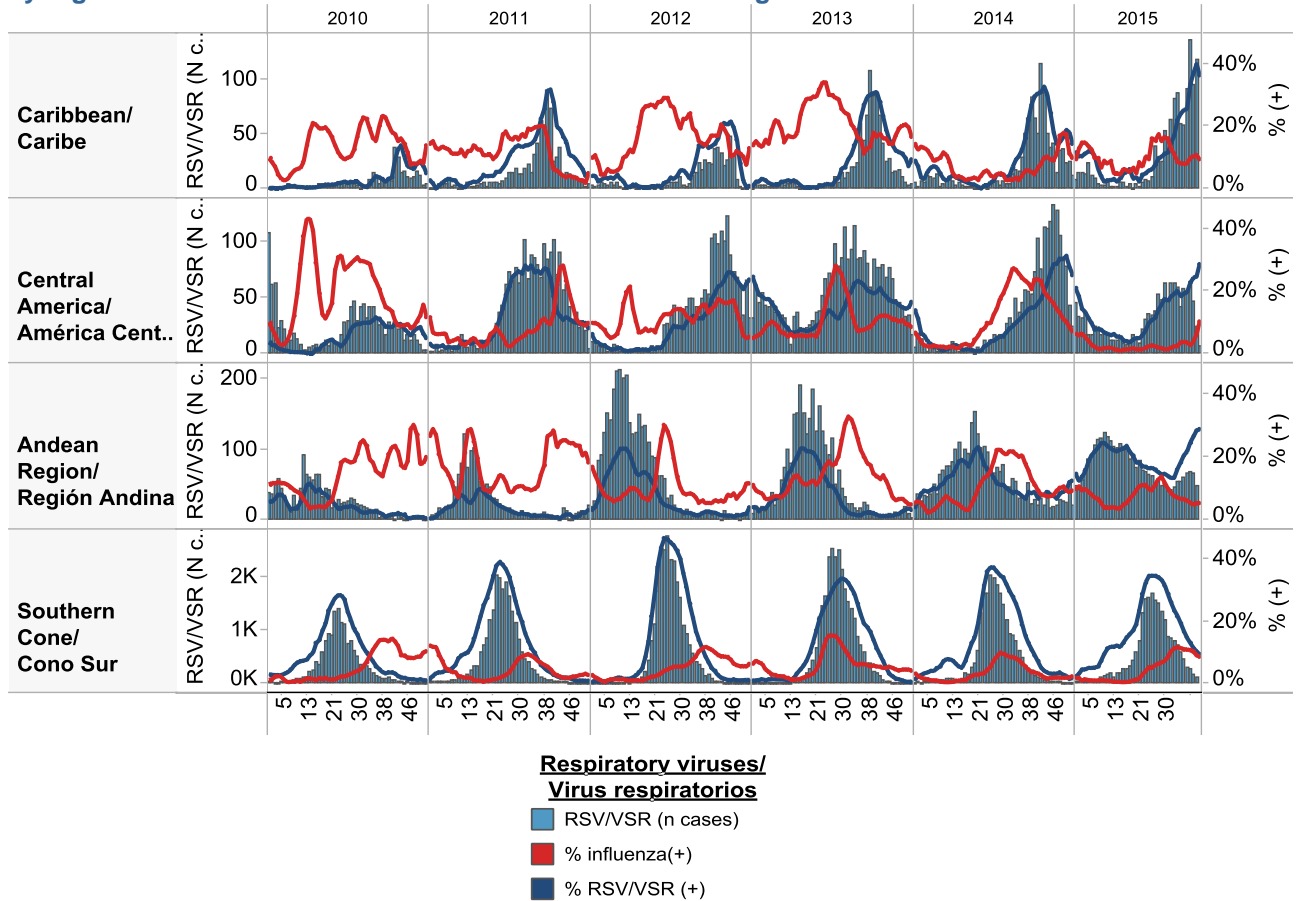 2010 2011 2012 2013 2014 2015
Caribbean/
Caribe
RSV/VSR (N c..
100
50
0
40%
20%
0%
% (+)
Central
America/
América Cent..
RSV/VSR (N c..
100
50
0
40%
20%
0%
% (+)
Andean
Region/
Región Andina
RSV/VSR (N c..
200
100
0
40%
20%
0%
% (+)
Southern
Cone/
Cono Sur
RSV/VSR (N c..
2K
1K
0K
40%
20%
0%
% (+)
5 13 21 30 38 46 5 13 21 30 38 46 5 13 21 30 38 46 5 13 21 30 38 46 5 13 21 30 38 46 5 13 21 30
Respiratory viruses/
Virus respiratorios
RSV/VSR (n cases)
% influenza(+)
% RSV/VSR (+)